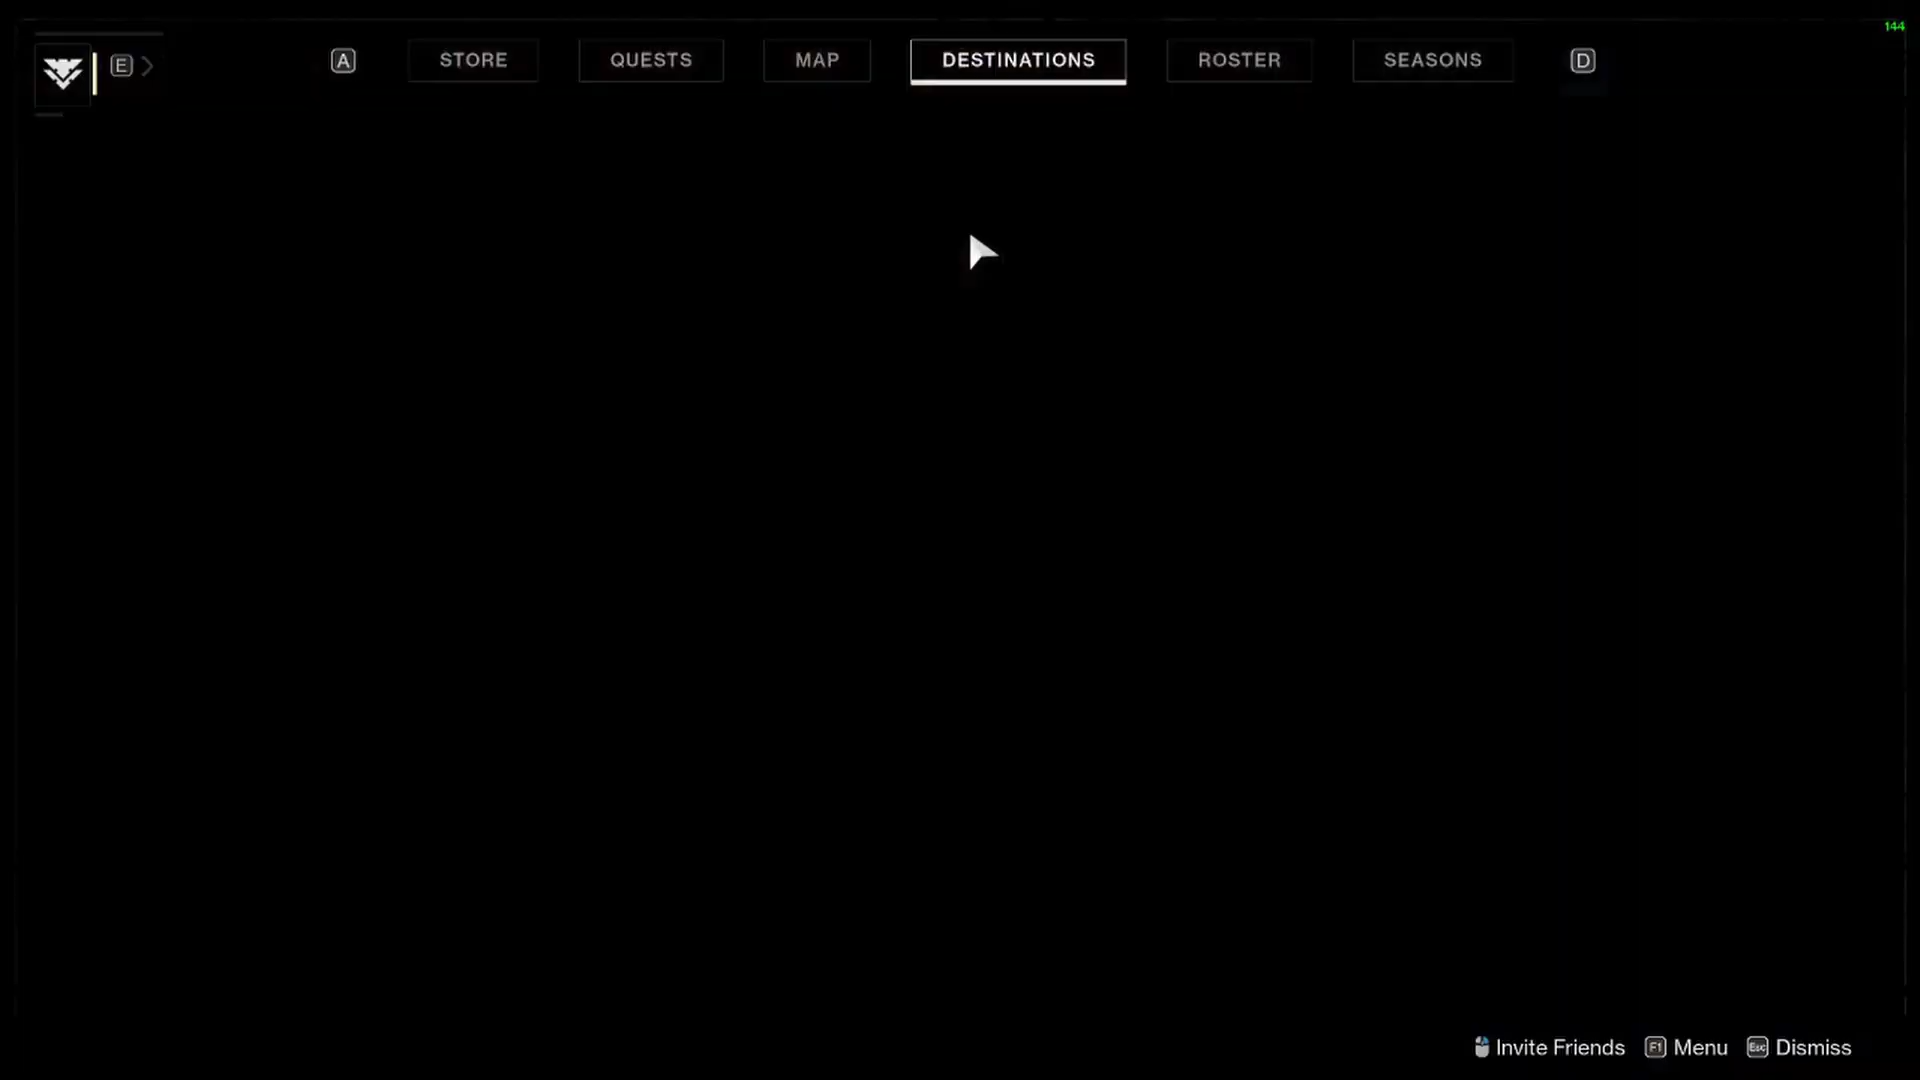 144
E A STORE QUESTS MAP DESTINATIONS ROSTER SEASONS D
Invite Friends F1 Menu Esc Dismiss